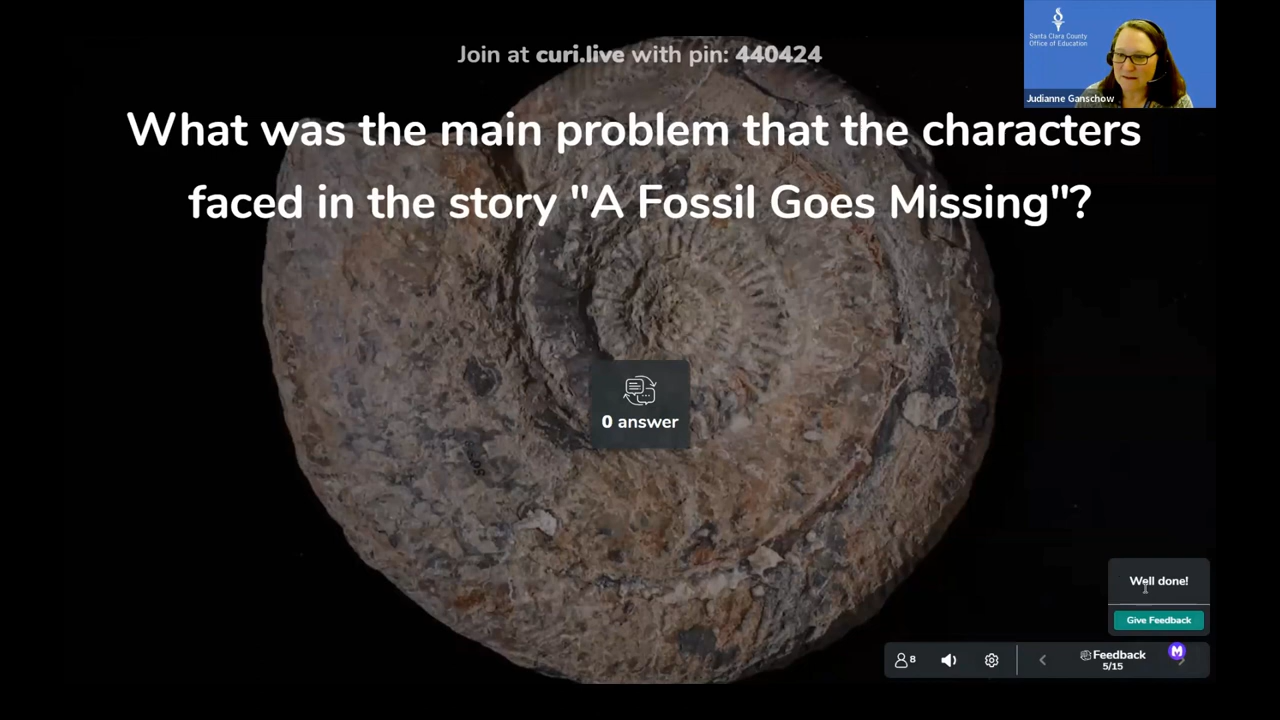 Join at curi.live with pin: 440424
Santa Clara County
Office of Education
Judianne Ganschow
What was the main problem that the characters
faced in the story "A Fossil Goes Missing"?
0 answer
Well done!
Give Feedback
8
Feedback
5/15
M